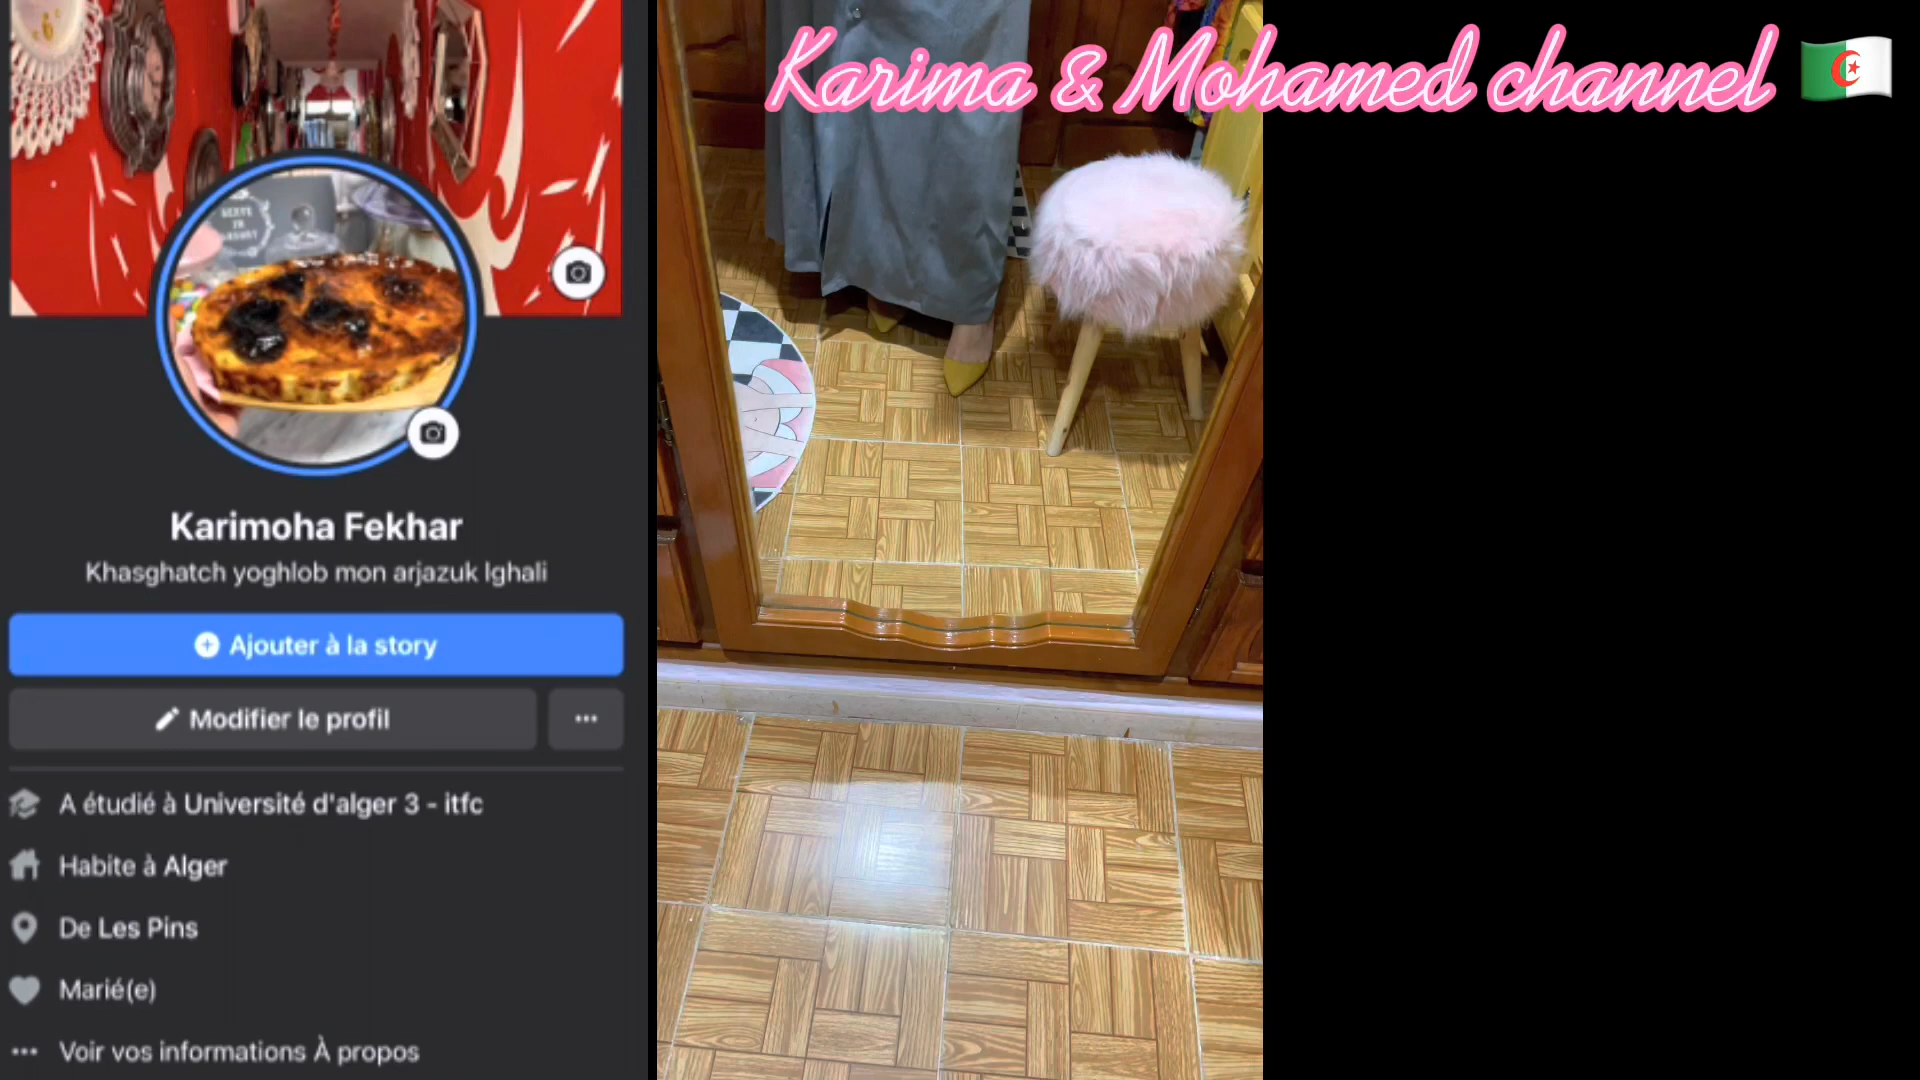 Karima & Mohamed channel
Karimoha Fekhar
Khasghatch yoghlob mon arjazuk lghali
Ajouter à la story
Modifier le profil
A étudié à Université d'alger 3 - itfc
Habite à Alger
De Les Pins
Marié(e)
Voir vos informations À propos